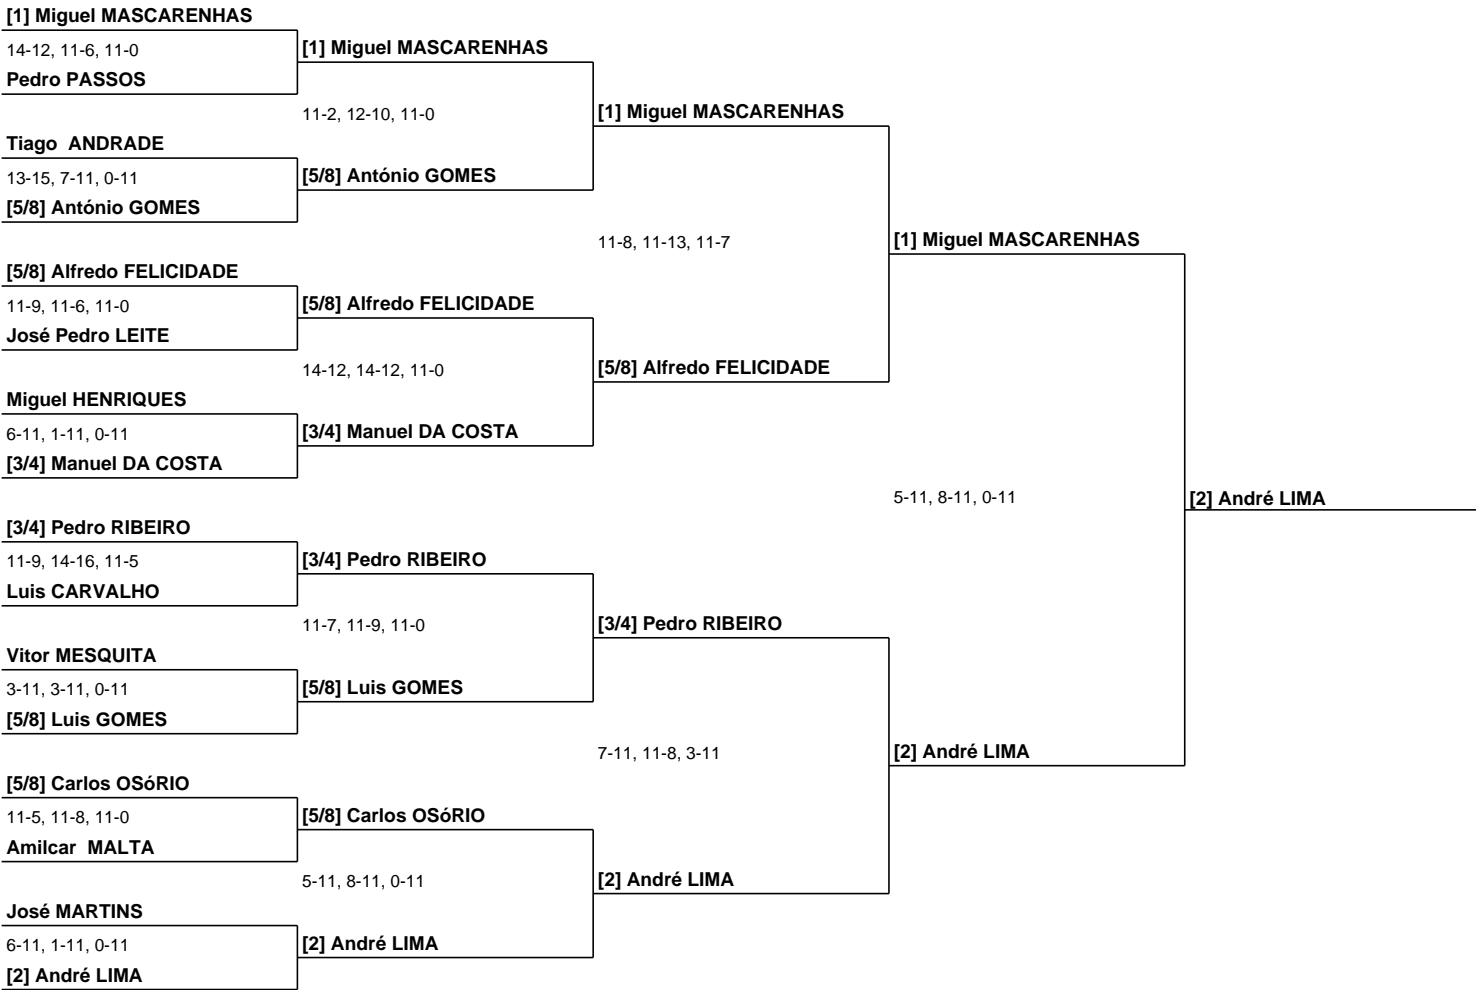 [1] Miguel MASCARENHAS
14-12, 11-6, 11-0
Pedro PASSOS
Tiago  ANDRADE
13-15, 7-11, 0-11
[5/8] António GOMES
[5/8] Alfredo FELICIDADE
11-9, 11-6, 11-0
José Pedro LEITE
Miguel HENRIQUES
6-11, 1-11, 0-11
[3/4] Manuel DA COSTA
[3/4] Pedro RIBEIRO
11-9, 14-16, 11-5
Luis CARVALHO
Vitor MESQUITA
3-11, 3-11, 0-11
[5/8] Luis GOMES
[5/8] Carlos OSóRIO
11-5, 11-8, 11-0
Amilcar  MALTA
José MARTINS
6-11, 1-11, 0-11
[2] André LIMA
[1] Miguel MASCARENHAS
11-2, 12-10, 11-0
[5/8] António GOMES
[5/8] Alfredo FELICIDADE
14-12, 14-12, 11-0
[3/4] Manuel DA COSTA
[3/4] Pedro RIBEIRO
11-7, 11-9, 11-0
[5/8] Luis GOMES
[5/8] Carlos OSóRIO
5-11, 8-11, 0-11
[2] André LIMA
[1] Miguel MASCARENHAS
11-8, 11-13, 11-7
[5/8] Alfredo FELICIDADE
[3/4] Pedro RIBEIRO
7-11, 11-8, 3-11
[2] André LIMA
[1] Miguel MASCARENHAS
5-11, 8-11, 0-11
[2] André LIMA
[2] André LIMA